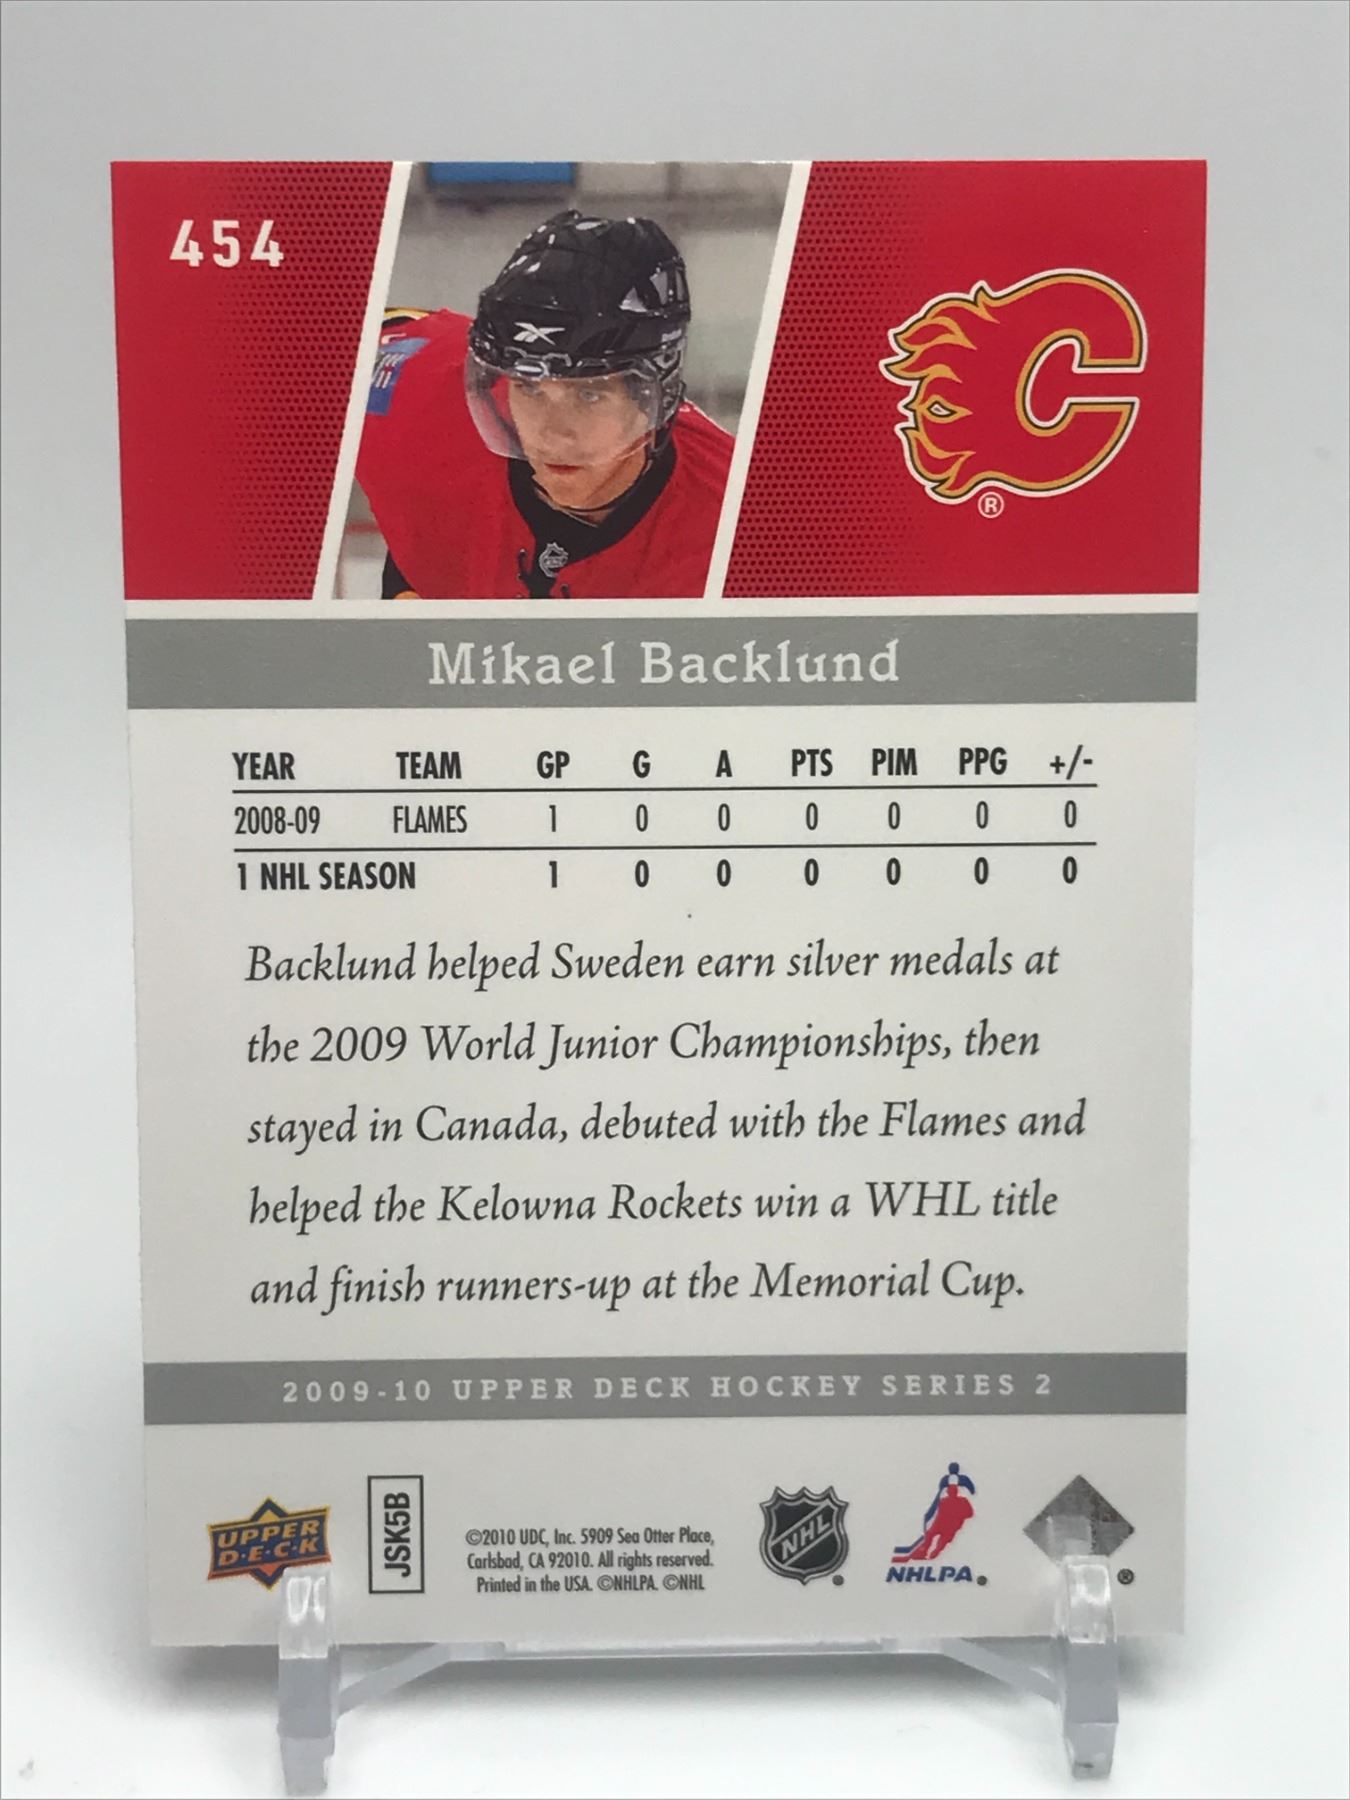 454
®
Mikael Backlund
YEAR TEAM GP G A PTS PIM PPG +/-
2008-09 FLAMES 1 0 0 0 0 0 0
1 NHL SEASON 1 0 0 0 0 0 0
Backlund helped Sweden earn silver medals at
the 2009 World Junior Championships, then
stayed in Canada, debuted with the Flames and
helped the Kelowna Rockets win a WHL title
and finish runners-up at the Memorial Cup.
2009-10 UPPER DECK HOCKEY SERIES 2
UPPER
D·E·C·K
JSK5B
©2010 UDC, Inc. 5909 Sea Otter Place,
Carlsbad, CA 92010. All rights reserved.
Printed in the USA. ©NHLPA. ©NHL
NHL
NHLPA
®